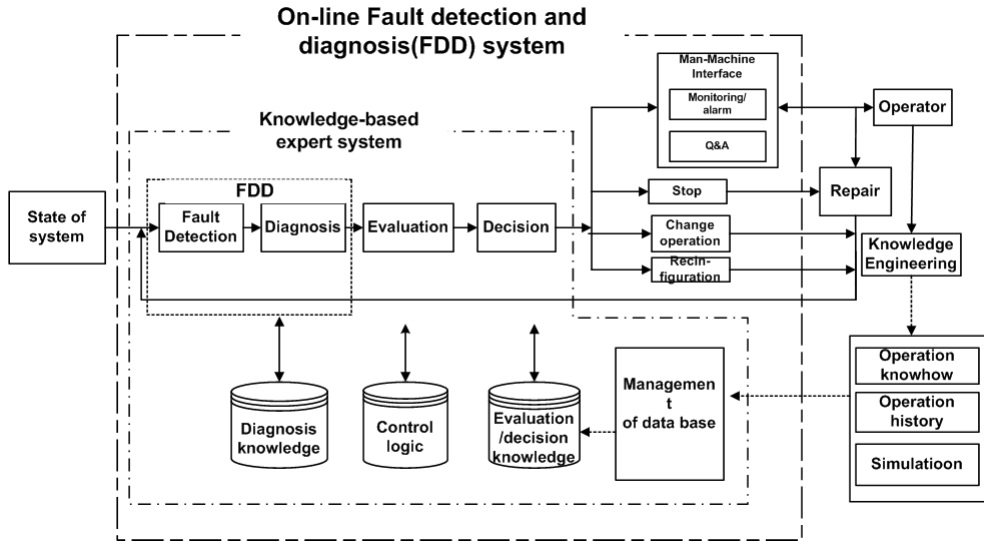 On-line Fault detection and
diagnosis(FDD) system
Man-Machine
Interface
Monitoring/
alarm
Q&A
Operator
Knowledge-based
expert system
FDD
State of
system
Fault
Detection
Diagnosis
Evaluation
Decision
Stop
Repair
Change
operation
Recin-
figuration
Knowledge
Engineering
Diagnosis
knowledge
Control
logic
Evaluation
/decision
knowledge
Managemen
t
of data base
Operation
knowhow
Operation
history
Simulatioon